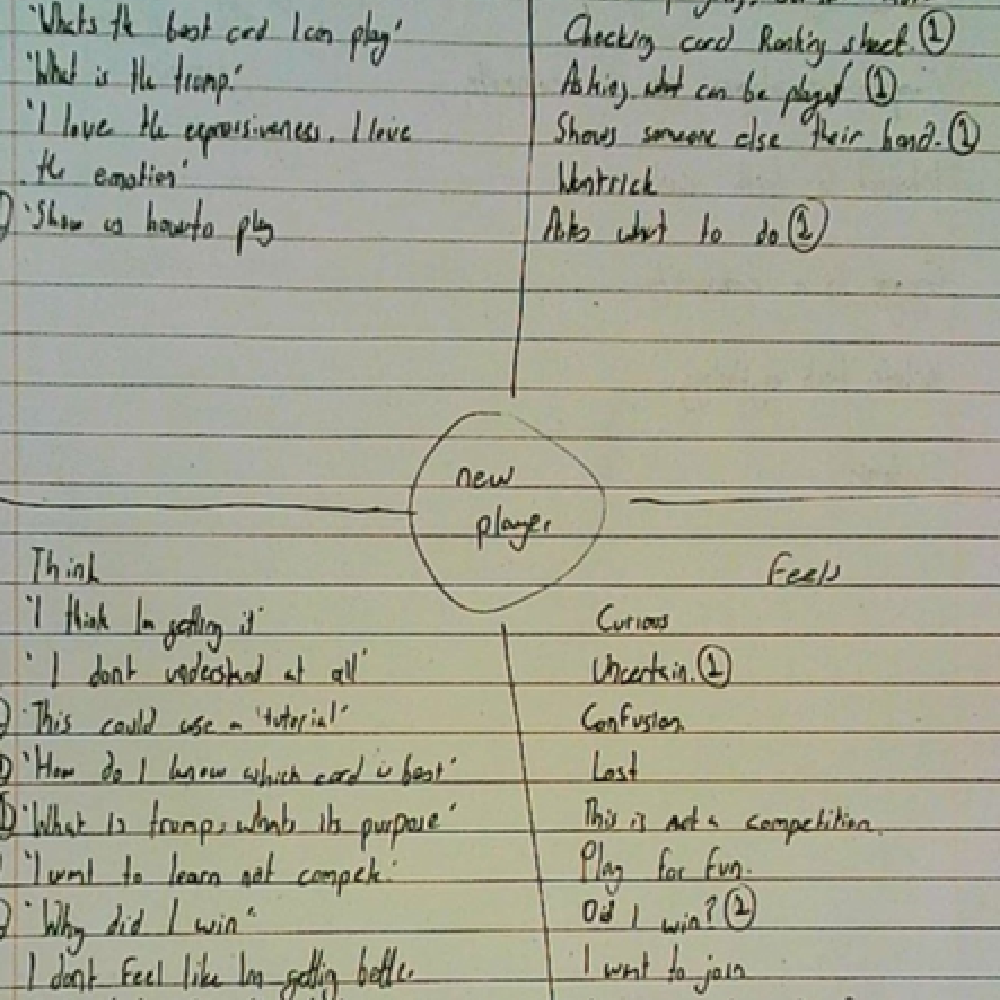 'Whats the best card I can play'
'What is the trump.'
'I love the expressiveness. I love
the emotion'
'Show us how to play
Checking card Ranking sheet. ①
Asking what can be played ①
Shows someone else their hand. ①
Wontrick
Asks what to do ②
new
player
Think
"I think Im getting it"
"I dont understand at all"
'This could use a 'tutorial'
'How do I know which card is best'
'What is trump, whats its purpose'
'I want to learn not compete.'
"Why did I win"
I dont Feel like Im getting better
Feels
Curious
Uncertain. ①
Confusion
Lost
This is not a competition.
Play for fun.
Did I win? ②
I want to join